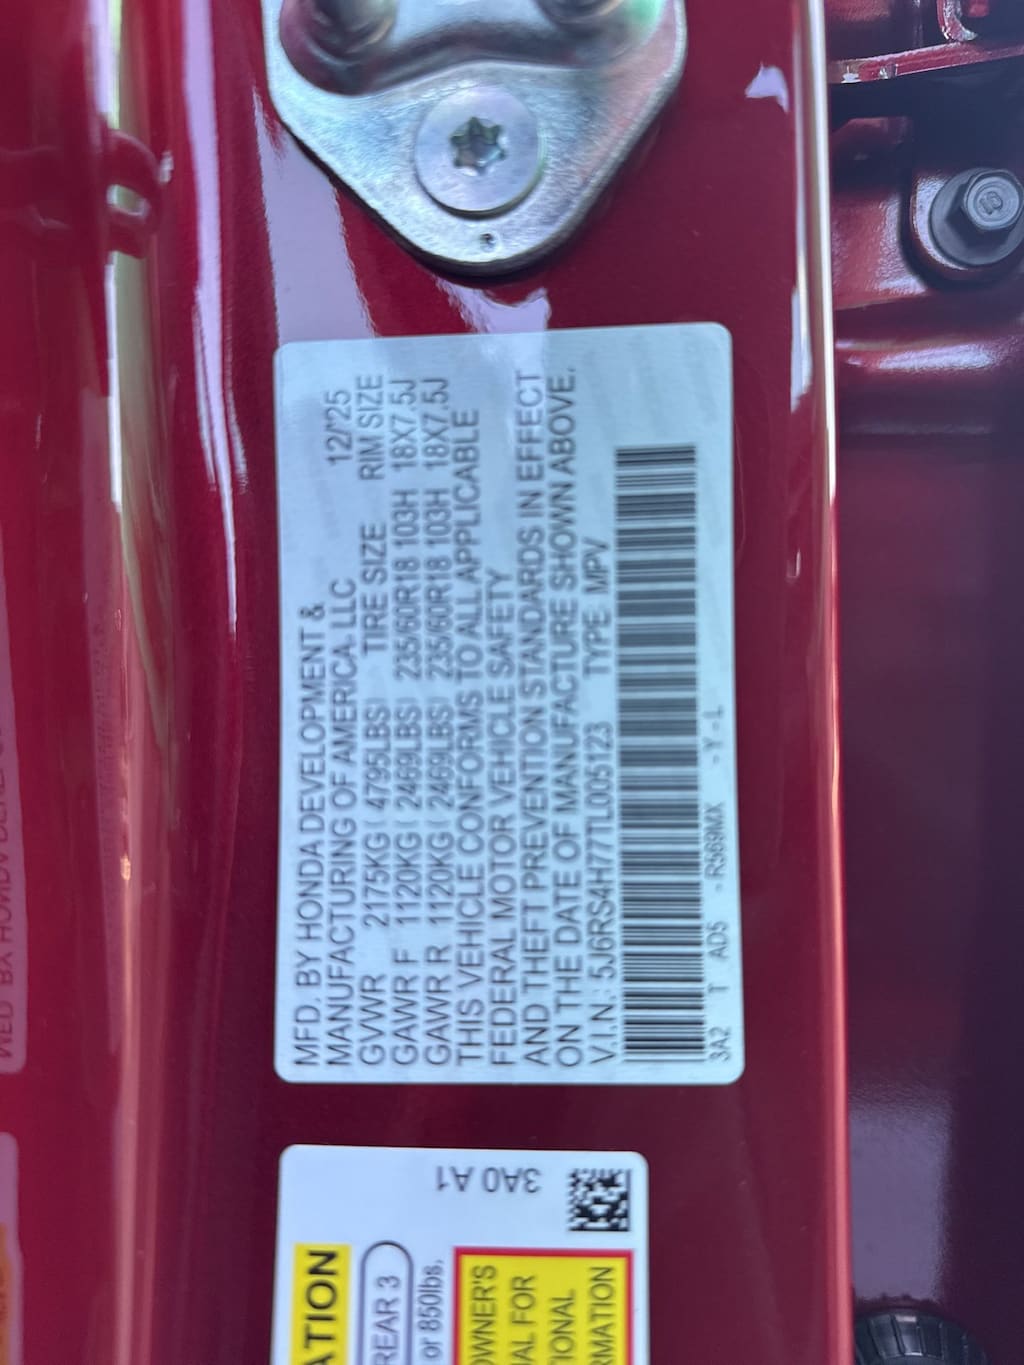 MFD. BY HONDA DEVELOPMENT &
MANUFACTURING OF AMERICA, LLC 12/'25
GVWR 2175KG ( 4795LBS) TIRE SIZE RIM SIZE
GAWR F 1120KG ( 2469LBS) 235/60R18 103H 18X7.5J
GAWR R 1120KG ( 2469LBS) 235/60R18 103H 18X7.5J
THIS VEHICLE CONFORMS TO ALL APPLICABLE
FEDERAL MOTOR VEHICLE SAFETY
AND THEFT PREVENTION STANDARDS IN EFFECT
ON THE DATE OF MANUFACTURE SHOWN ABOVE.
V.I.N. 5J6RS4H777L005123 TYPE MPV
3A2 T AD5 -R569MX -Y-L
3A0 A1
ATION
REAR 3
or 850lbs.
OWNER'S
AL FOR
TIONAL
RMATION